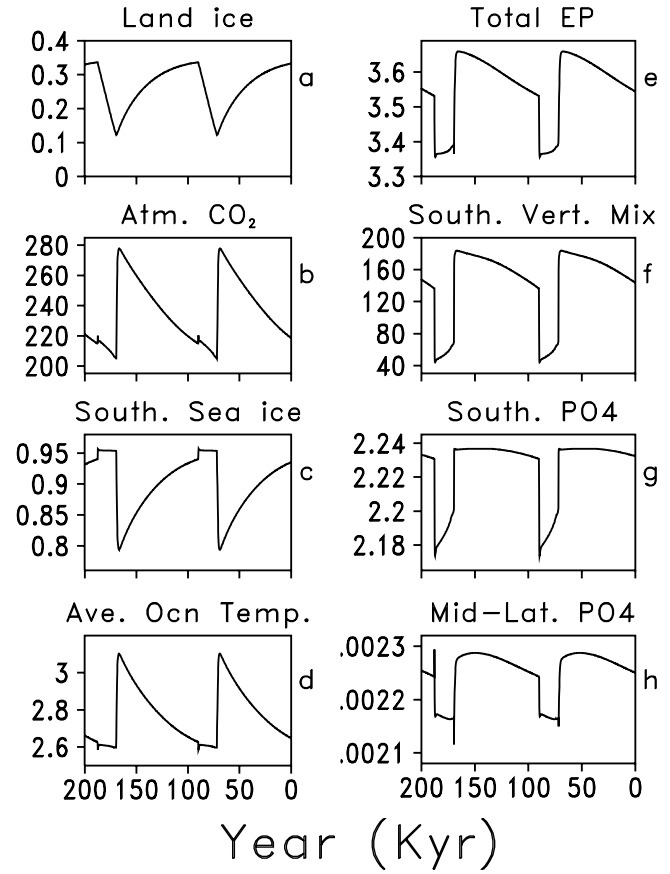 Land ice
0.4
0.3
0.2
0.1
0
a
Total EP
3.6
3.5
3.4
3.3
e
Atm. CO₂
280
260
240
220
200
b
South. Vert. Mix
200
160
120
80
40
f
South. Sea ice
0.95
0.9
0.85
0.8
c
South. PO4
2.24
2.22
2.2
2.18
g
Ave. Ocn Temp.
3
2.8
2.6
d
200 150 100 50 0
Mid-Lat. PO4
.0023
.0022
.0021
h
200 150 100 50 0
Year (Kyr)